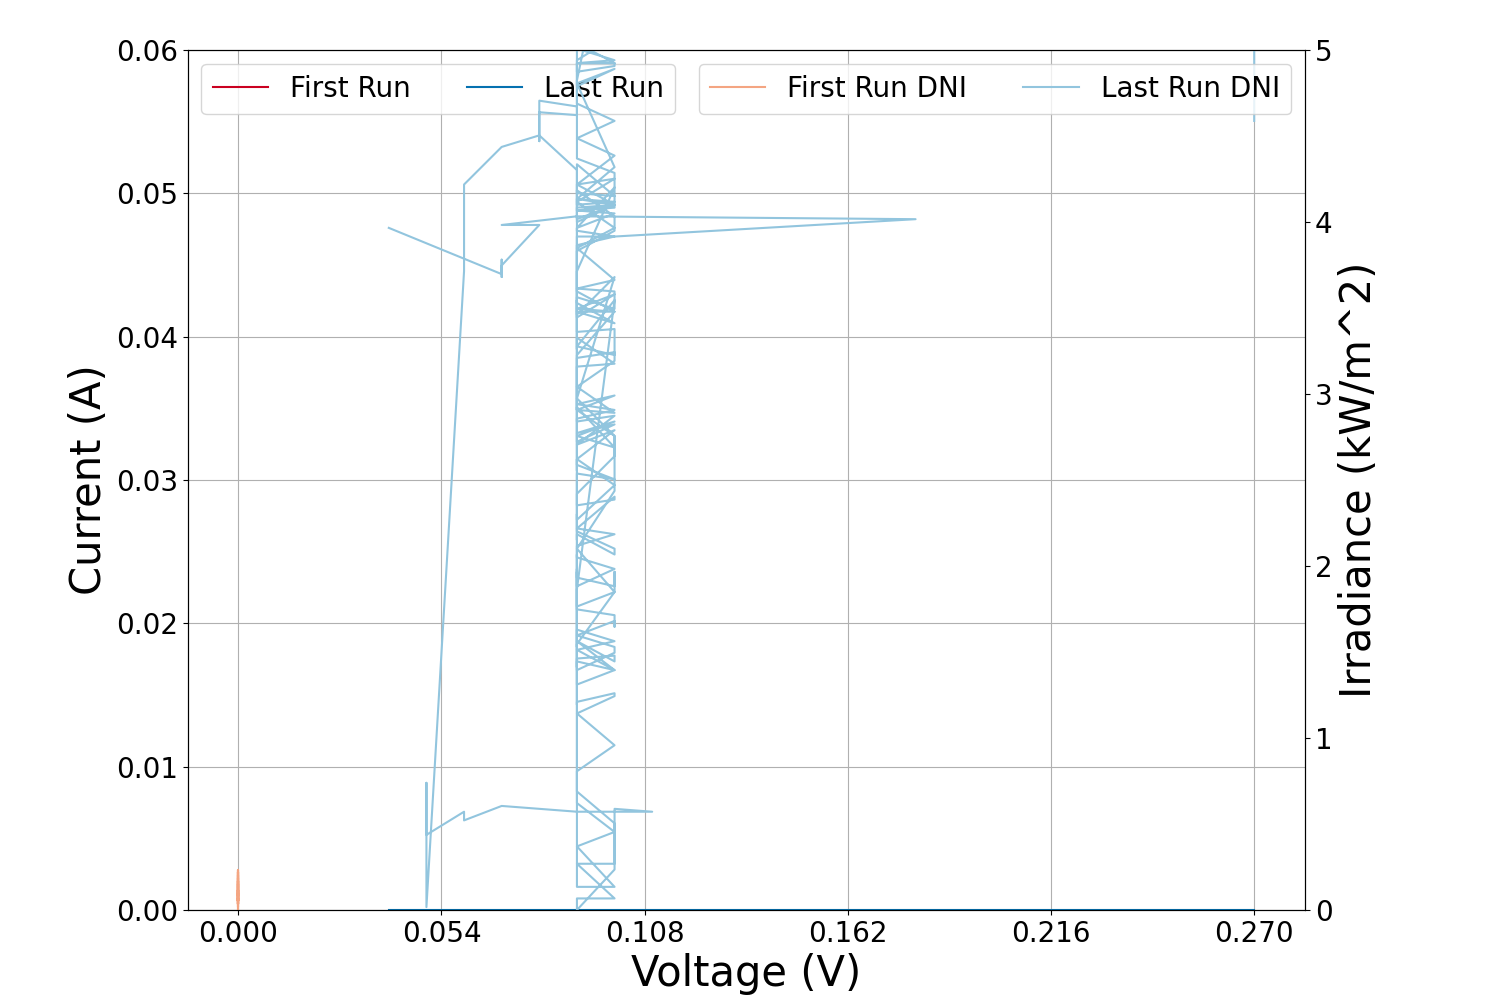 First Run
Last Run
First Run DNI
Last Run DNI
0.06
0.05
0.04
0.03
0.02
0.01
0.00
Current (A)
5
4
3
2
1
0
Irradiance (kW/m^2)
0.000 0.054 0.108 0.162 0.216 0.270
Voltage (V)